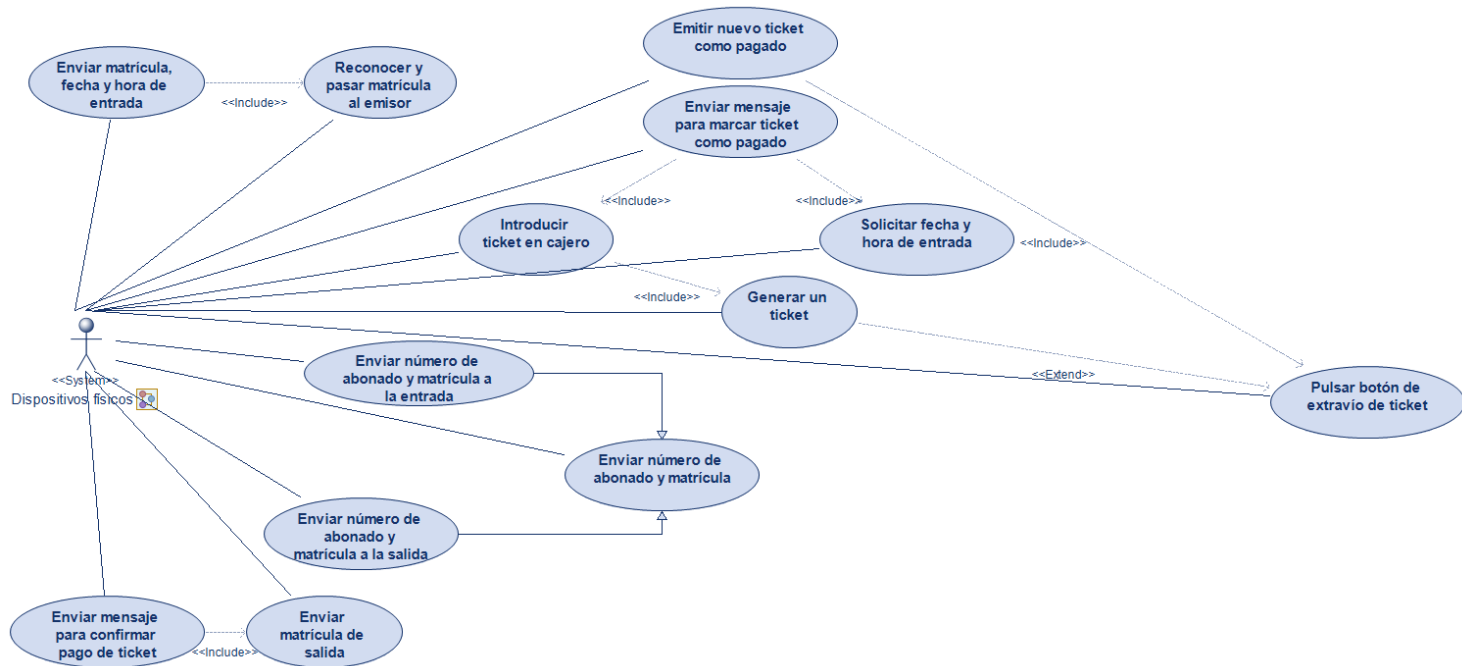 Emitir nuevo ticket
como pagado
Enviar matrícula,
fecha y hora de
entrada
<<Include>>
Reconocer y
pasar matrícula
al emisor
Enviar mensaje
para marcar ticket
como pagado
<<Include>>
<<Include>>
Introducir
ticket en cajero
Solicitar fecha y
hora de entrada
<<Include>>
<<Include>>
Generar un
ticket
Enviar número de
abonado y matrícula a
la entrada
<<System>>
Dispositivos físicos
<<Extend>>
Pulsar botón de
extravío de ticket
Enviar número de
abonado y matrícula
Enviar número de
abonado y
matrícula a la salida
Enviar mensaje
para confirmar
pago de ticket
<<Include>>
Enviar
matrícula de
salida